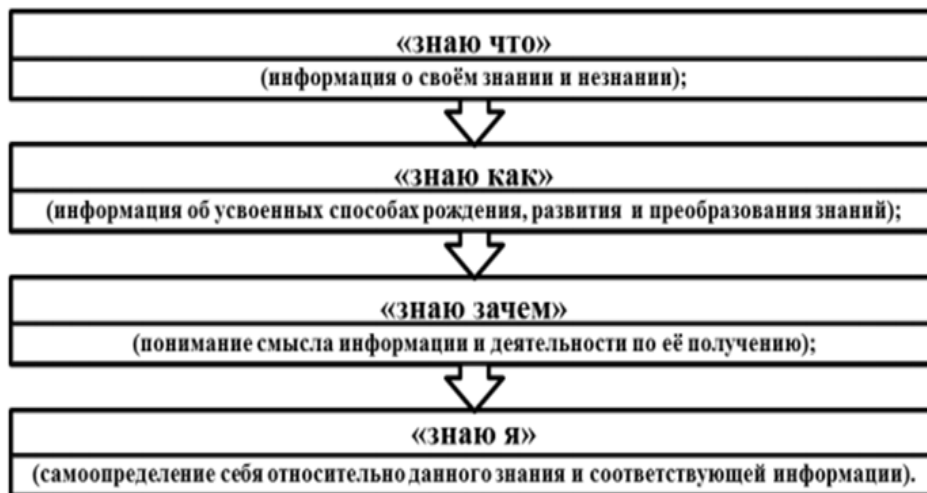 «знаю что»
(информация о своём знании и незнании);
«знаю как»
(информация об усвоенных способах рождения, развития и преобразования знаний);
«знаю зачем»
(понимание смысла информации и деятельности по её получению);
«знаю я»
(самоопределение себя относительно данного знания и соответствующей информации).